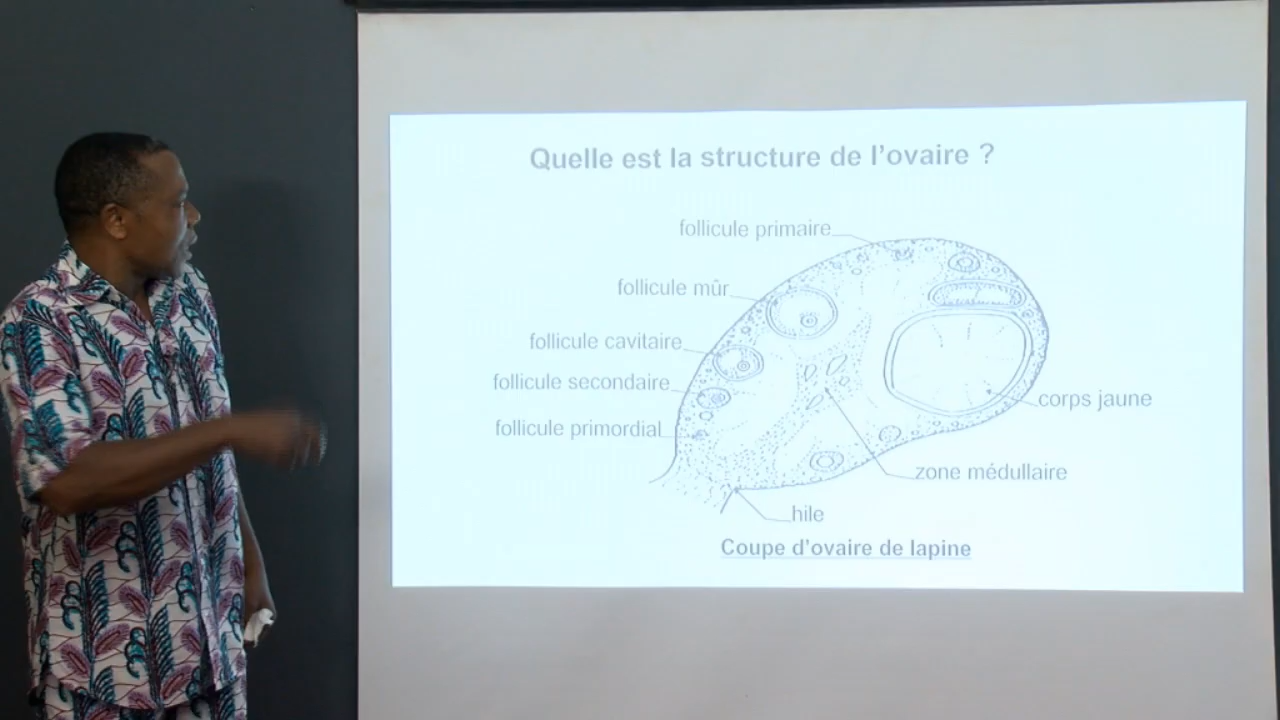 Quelle est la structure de l'ovaire ?
follicule primaire
follicule mûr
follicule cavitaire
follicule secondaire
follicule primordial
corps jaune
zone médullaire
hile
Coupe d'ovaire de lapine